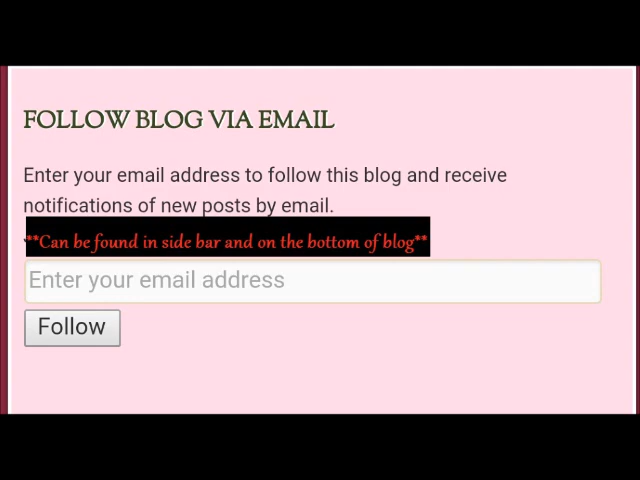 FOLLOW BLOG VIA EMAIL
Enter your email address to follow this blog and receive
notifications of new posts by email.
**Can be found in side bar and on the bottom of blog**
Enter your email address
Follow